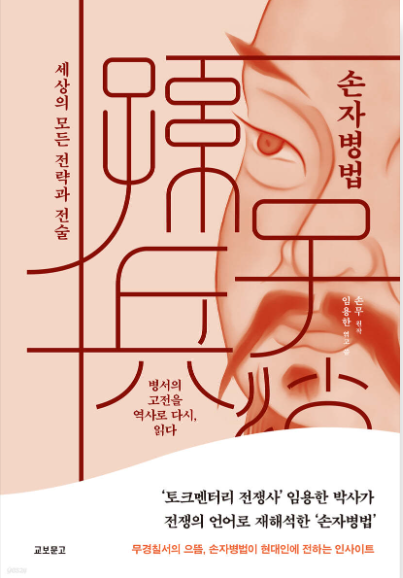 세상의 모든 전략과 전술
손자병법
孫子兵法
손무 원작
임용한
병서의
고전을
역사로 다시,
읽다
‘토크멘터리 전쟁사’ 임용한 박사가
전쟁의 언어로 재해석한 ‘손자병법’
교보문고
무경칠서의 으뜸, 손자병법이 현대인에 전하는 인사이트